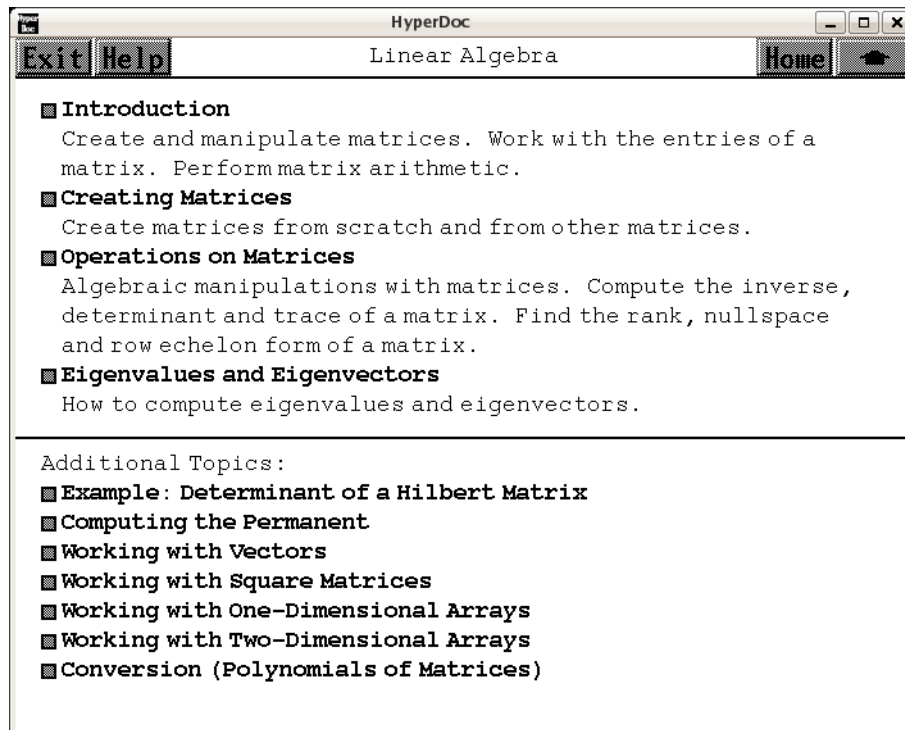 Hyper Doc
HyperDoc
Exit Help Linear Algebra Home
Introduction
Create and manipulate matrices. Work with the entries of a
matrix. Perform matrix arithmetic.
Creating Matrices
Create matrices from scratch and from other matrices.
Operations on Matrices
Algebraic manipulations with matrices. Compute the inverse,
determinant and trace of a matrix. Find the rank, nullspace
and row echelon form of a matrix.
Eigenvalues and Eigenvectors
How to compute eigenvalues and eigenvectors.
Additional Topics:
Example: Determinant of a Hilbert Matrix
Computing the Permanent
Working with Vectors
Working with Square Matrices
Working with One-Dimensional Arrays
Working with Two-Dimensional Arrays
Conversion (Polynomials of Matrices)